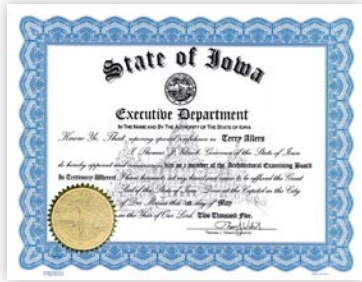 State of Iowa
Executive Department
IN THE NAME AND BY THE AUTHORITY OF THE STATE OF IOWA
Know Ye, That reposing special confidence in Terry Allers
I, Thomas J. Vilsack, Governor of the State of Iowa
do hereby appoint and commission him as a member of the Architectural Examining Board
In Testimony Whereof, I have hereunto set my hand and cause to be affixed the Great
Seal of the State of Iowa. Done at the Capitol in the City
of Des Moines this 1st day of May
in the Year of Our Lord, Two Thousand Five.